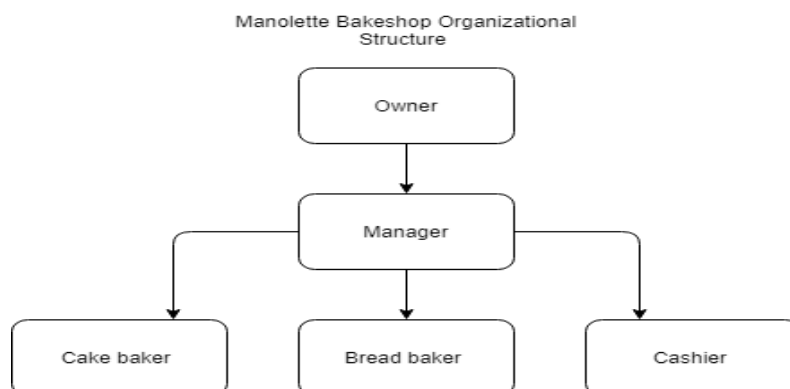 Manolette Bakeshop Organizational
Structure
Owner
Manager
Cake baker
Bread baker
Cashier